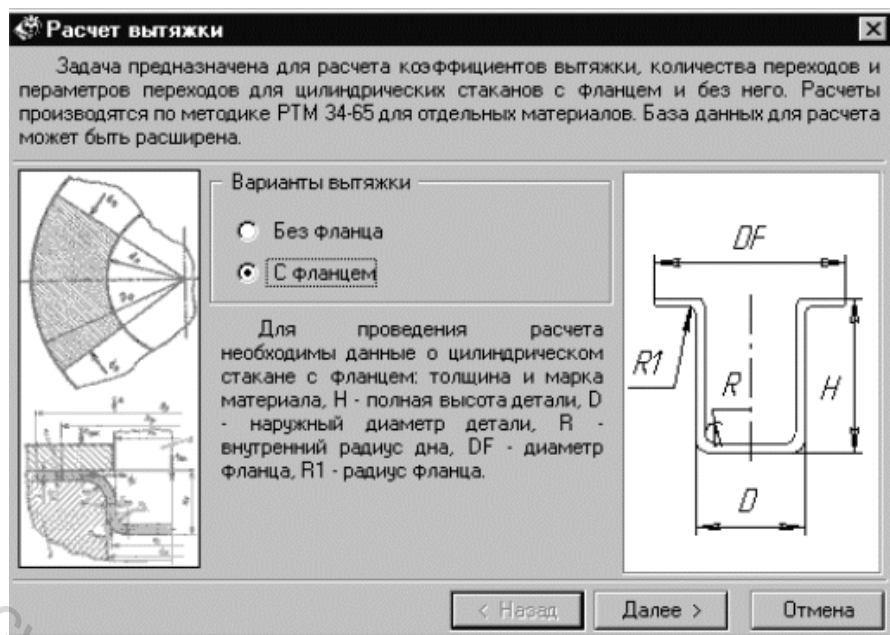 Расчет вытяжки
Задача предназначена для расчета коэффициентов вытяжки, количества переходов и
пераметров переходов для цилиндрических стаканов с фланцем и без него. Расчеты
производятся по методике РТМ 34-65 для отдельных материалов. База данных для расчета
может быть расширена.
Варианты вытяжки
Без фланца
С фланцем
Для проведения расчета
необходимы данные о цилиндрическом
стакане с фланцем: толщина и марка
материала, H - полная высота детали, D
- наружный диаметр детали, R -
внутренний радиус дна, DF - диаметр
фланца, R1 - радиус фланца.
DF
R1
R
H
D
< Назад
Далее >
Отмена